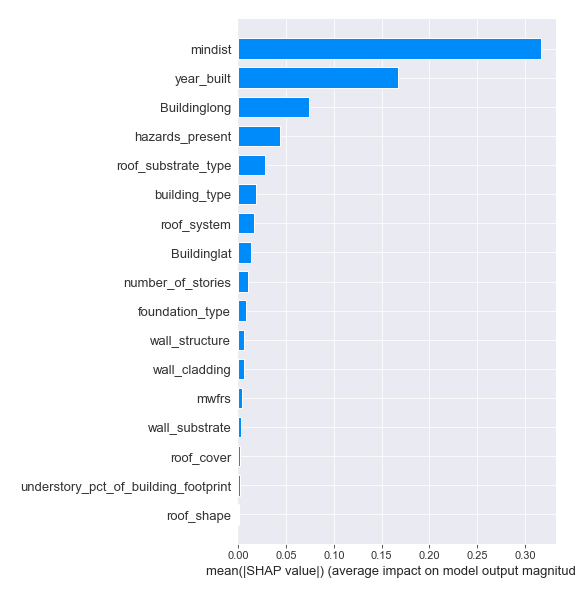 mindist
year_built
Buildinglong
hazards_present
roof_substrate_type
building_type
roof_system
Buildinglat
number_of_stories
foundation_type
wall_structure
wall_cladding
mwfrs
wall_substrate
roof_cover
understory_pct_of_building_footprint
roof_shape
0.00 0.05 0.10 0.15 0.20 0.25 0.30
mean(|SHAP value|) (average impact on model output magnitud